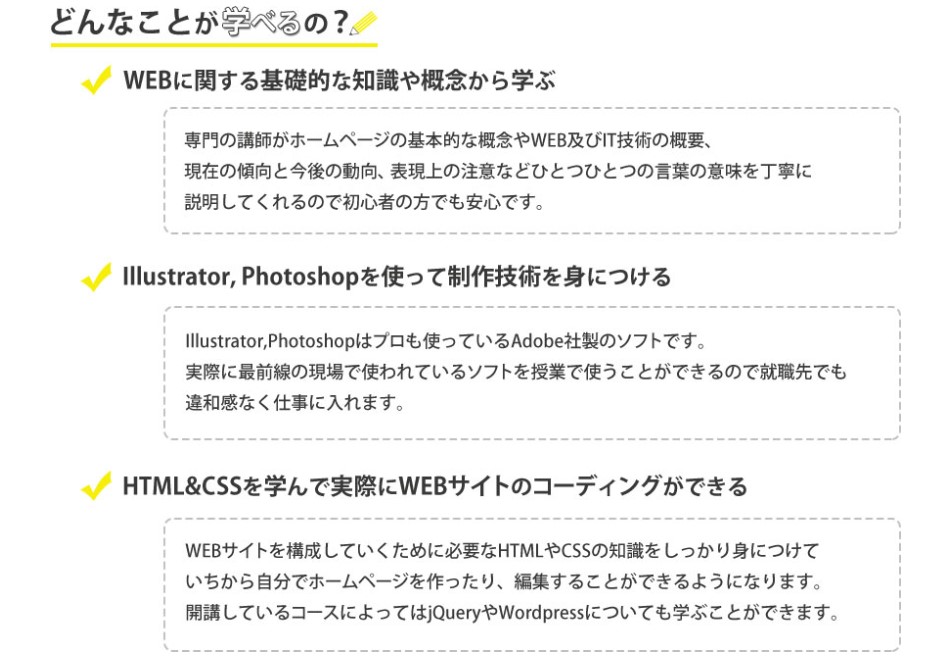 どんなことが学べるの?
WEBに関する基礎的な知識や概念から学ぶ
専門の講師がホームページの基本的な概念やWEB及びIT技術の概要、
現在の傾向と今後の動向、表現上の注意などひとつひとつの言葉の意味を丁寧に
説明してくれるので初心者の方でも安心です。
Illustrator, Photoshopを使って制作技術を身につける
Illustrator,Photoshopはプロも使っているAdobe社製のソフトです。
実際に最前線の現場で使われているソフトを授業で使うことができるので就職先でも
違和感なく仕事に入れます。
HTML&CSSを学んで実際にWEBサイトのコーディングができる
WEBサイトを構成していくために必要なHTMLやCSSの知識をしっかり身につけて
いちから自分でホームページを作ったり、編集することができるようになります。
開講しているコースによってはjQueryやWordpressについても学ぶことができます。